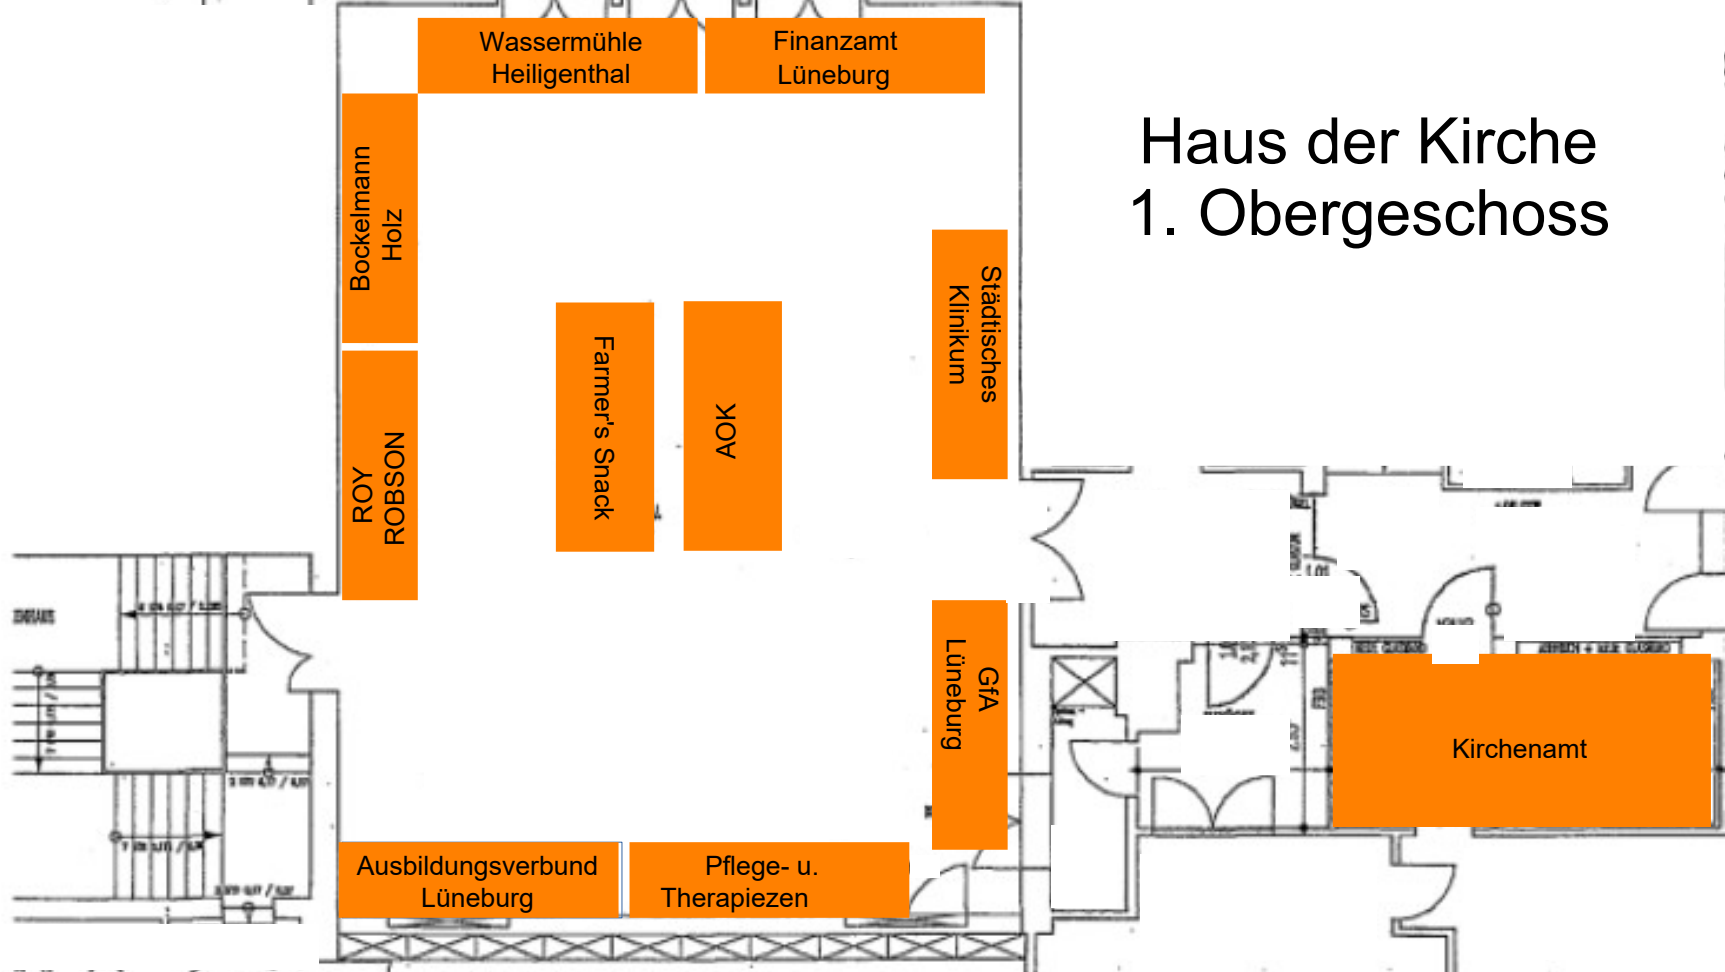 Wassermühle
Heiligenthal
Finanzamt
Lüneburg
Haus der Kirche
1. Obergeschoss
Bockelmann
Holz
Städtisches
Klinikum
Farmer's Snack
AOK
ROY
ROBSON
GfA
Lüneburg
Kirchenamt
Ausbildungsverbund
Lüneburg
Pflege- u.
Therapiezen